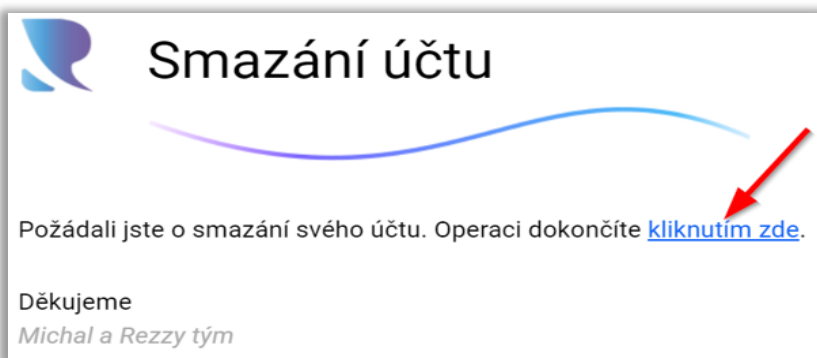 Smazání účtu
Požádali jste o smazání svého účtu. Operaci dokončíte kliknutím zde.
Děkujeme
Michal a Rezzy tým